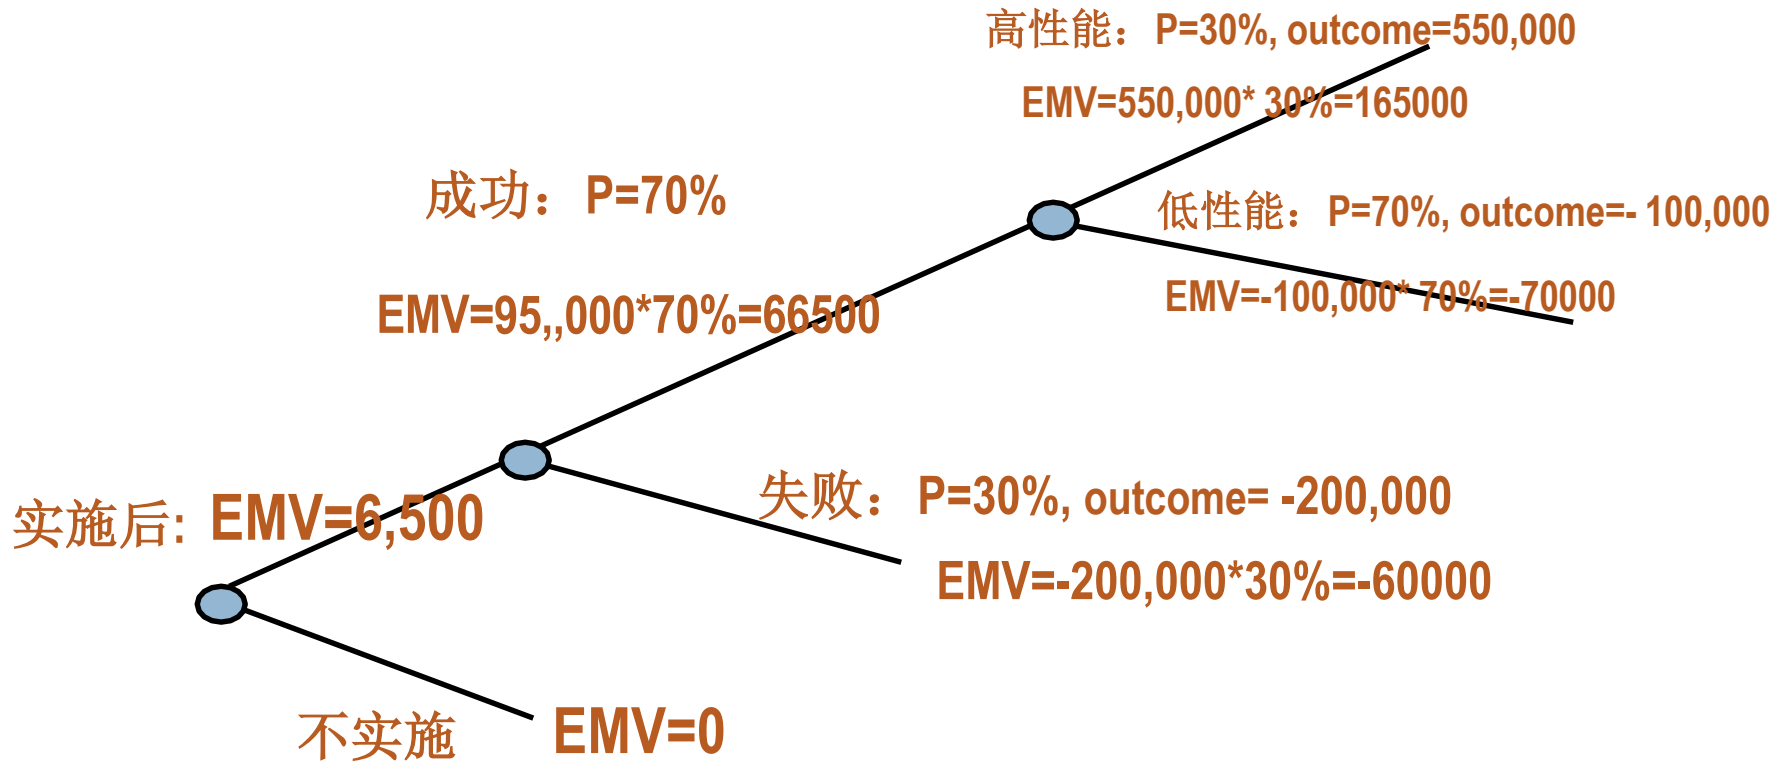 高性能：P=30%, outcome=550,000
EMV=550,000* 30%=165000
成功：P=70%
低性能：P=70%, outcome=- 100,000
EMV=-100,000* 70%=-70000
EMV=95,,000*70%=66500
失败：P=30%, outcome= -200,000
实施后: EMV=6,500
EMV=-200,000*30%=-60000
不实施 EMV=0